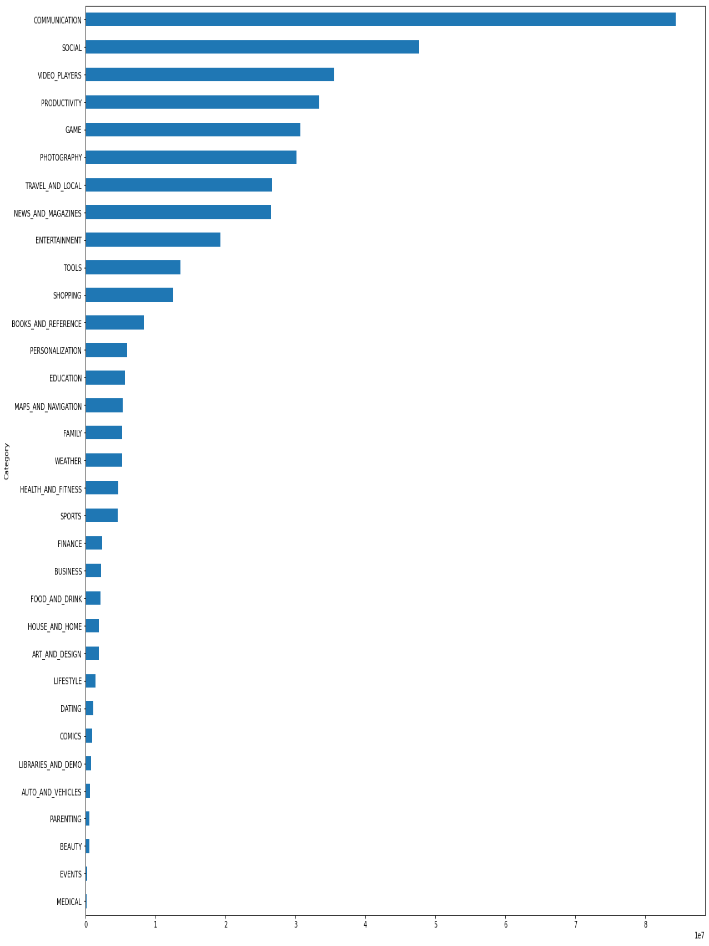 COMMUNICATION
SOCIAL
VIDEO_PLAYERS
PRODUCTIVITY
GAME
PHOTOGRAPHY
TRAVEL_AND_LOCAL
NEWS_AND_MAGAZINES
ENTERTAINMENT
TOOLS
SHOPPING
BOOKS_AND_REFERENCE
PERSONALIZATION
EDUCATION
MAPS_AND_NAVIGATION
FAMILY
WEATHER
HEALTH_AND_FITNESS
SPORTS
FINANCE
BUSINESS
FOOD_AND_DRINK
HOUSE_AND_HOME
ART_AND_DESIGN
LIFESTYLE
DATING
COMICS
LIBRARIES_AND_DEMO
AUTO_AND_VEHICLES
PARENTING
BEAUTY
EVENTS
MEDICAL
Category
0 1 2 3 4 5 6 7 8
1e7